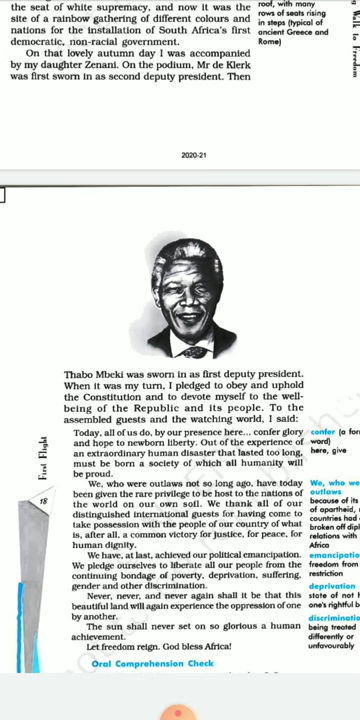 the seat of white supremacy, and now it was the
site of a rainbow gathering of different colours and
nations for the installation of South Africa's first
democratic, non-racial government.
On that lovely autumn day I was accompanied
by my daughter Zenani. On the podium, Mr de Klerk
was first sworn in as second deputy president. Then
roof, with many
rows of seats rising
in steps (typical of
ancient Greece and
Rome)
g Walk to Freedom
2020-21
Thabo Mbeki was sworn in as first deputy president.
When it was my turn, I pledged to obey and uphold
the Constitution and to devote myself to the well-
being of the Republic and its people. To the
assembled guests and the watching world, I said:
Today, all of us do, by our presence here... confer glory
and hope to newborn liberty. Out of the experience of
an extraordinary human disaster that lasted too long,
must be born a society of which all humanity will
be proud.
We, who were outlaws not so long ago, have today
been given the rare privilege to be host to the nations of
the world on our own soil. We thank all of our
distinguished international guests for having come to
take possession with the people of our country of what
is, after all, a common victory for justice, for peace, for
human dignity.
We have, at last, achieved our political emancipation.
We pledge ourselves to liberate all our people from the
continuing bondage of poverty, deprivation, suffering,
gender and other discrimination.
Never, never, and never again shall it be that this
beautiful land will again experience the oppression of one
by another.
The sun shall never set on so glorious a human
achievement.
Let freedom reign. God bless Africa!
confer (a for
word)
here, give
We, who we
outlaws
because of its
of apartheid,
countries had
broken off dipl
relations with
Africa
emancipatio
freedom from
restriction
deprivation
state of not h
one's rightful b
discriminatio
being treated
differently or
unfavourably
First Flight
18
Oral Comprehension Check